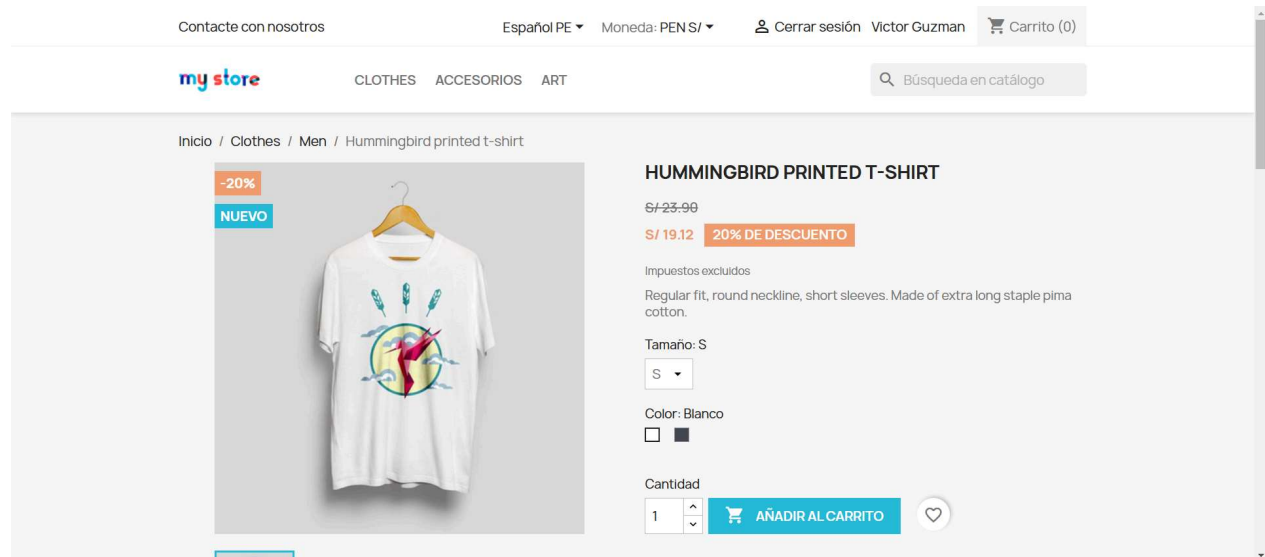 Contacte con nosotros
Español PE
Moneda: PEN S/
Cerrar sesión
Victor Guzman
Carrito (0)
my store
CLOTHES
ACCESORIOS
ART
Búsqueda en catálogo
Inicio / Clothes / Men / Hummingbird printed t-shirt
-20%
NUEVO
HUMMINGBIRD PRINTED T-SHIRT
S/ 23.90
S/ 19.12
20% DE DESCUENTO
Impuestos excluidos
Regular fit, round neckline, short sleeves. Made of extra long staple pima
cotton.
Tamaño: S
S
Color: Blanco
Cantidad
1
AÑADIR AL CARRITO